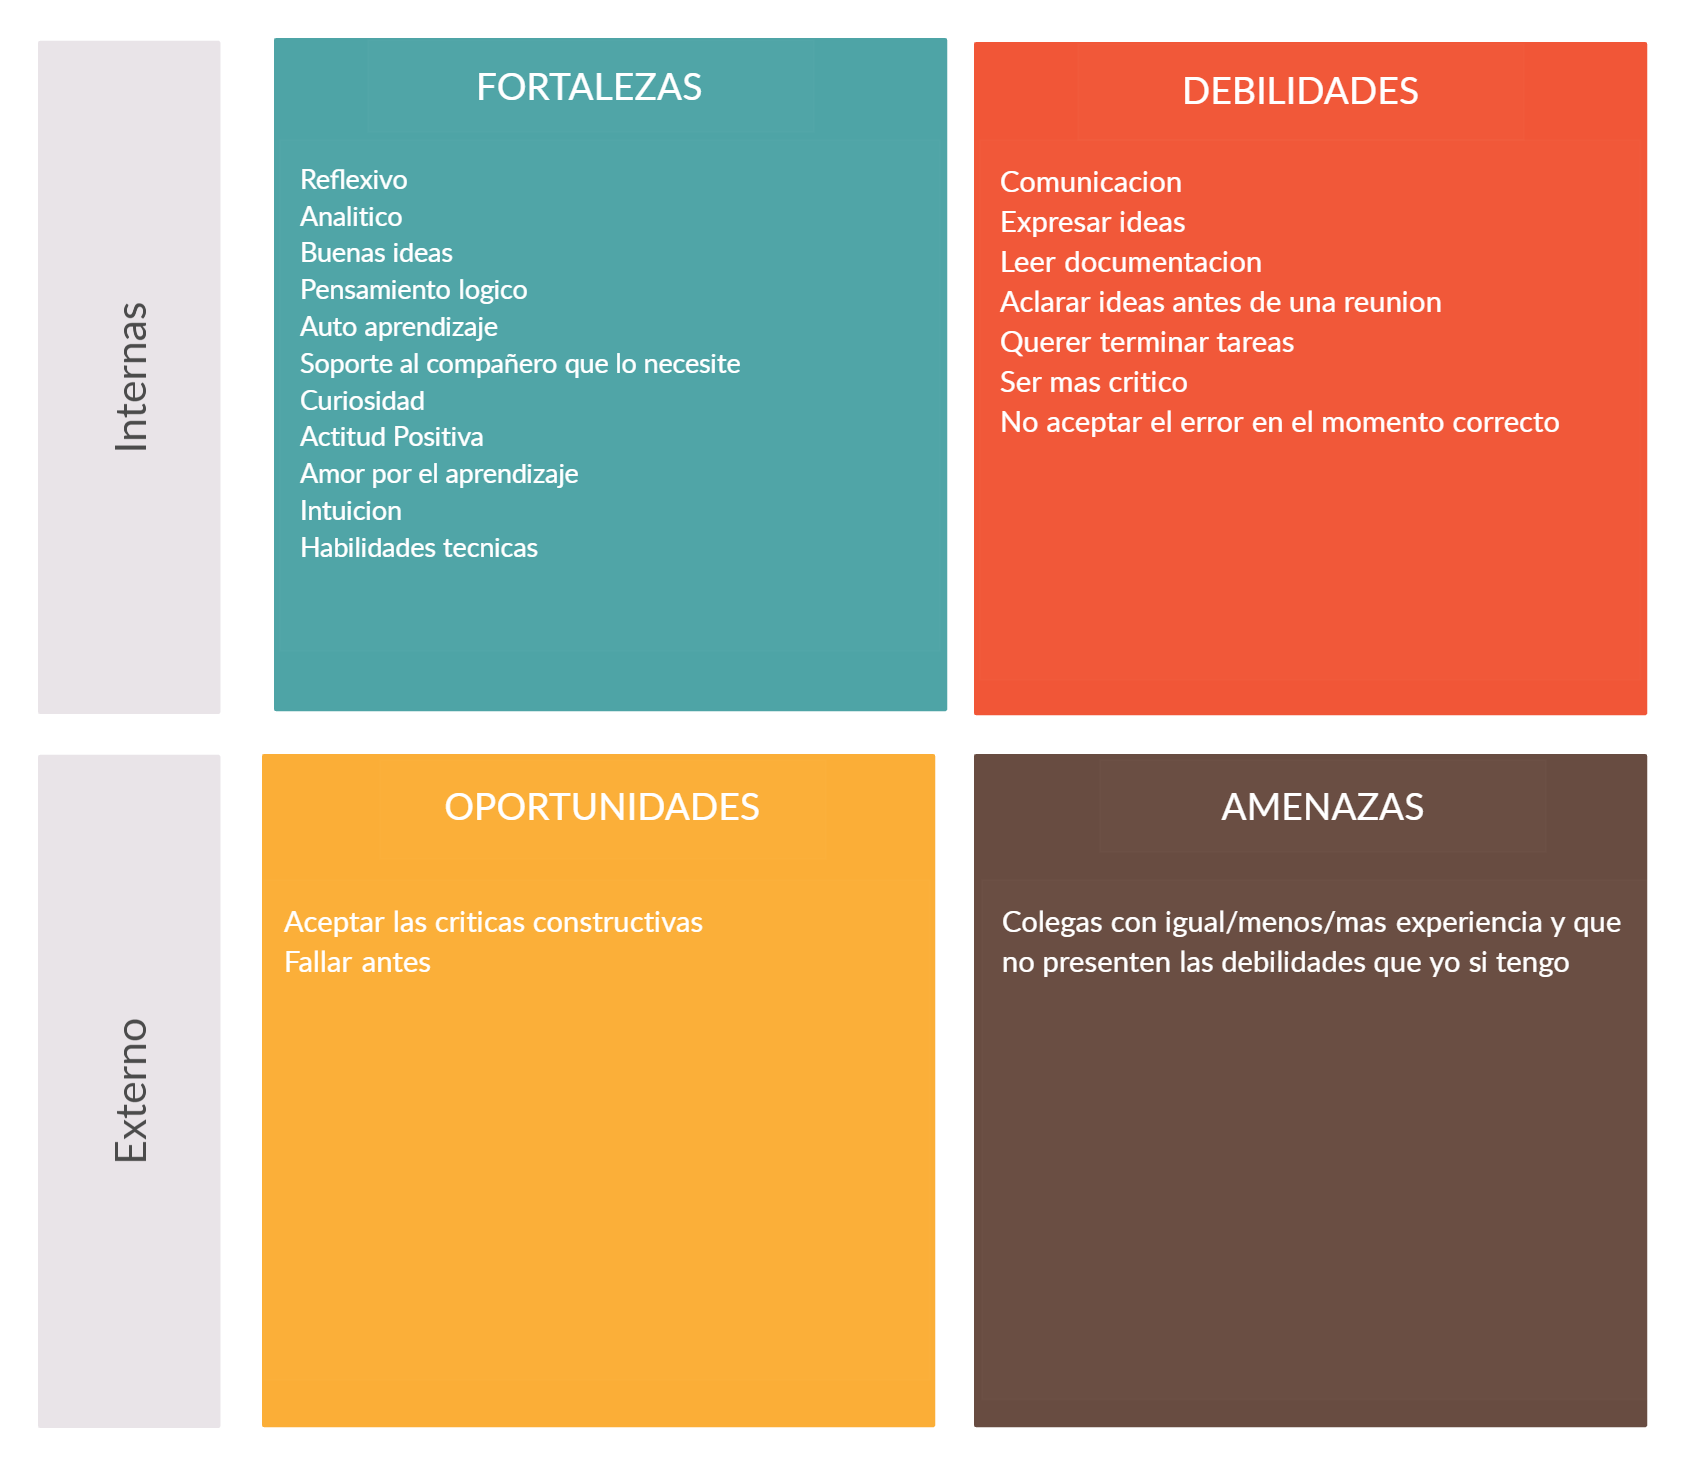 Internas
FORTALEZAS
Reflexivo
Analitico
Buenas ideas
Pensamiento logico
Auto aprendizaje
Soporte al compañero que lo necesite
Curiosidad
Actitud Positiva
Amor por el aprendizaje
Intuicion
Habilidades tecnicas
DEBILIDADES
Comunicacion
Expresar ideas
Leer documentacion
Aclarar ideas antes de una reunion
Querer terminar tareas
Ser mas critico
No aceptar el error en el momento correcto
Externo
OPORTUNIDADES
Aceptar las criticas constructivas
Fallar antes
AMENAZAS
Colegas con igual/menos/mas experiencia y que
no presenten las debilidades que yo si tengo